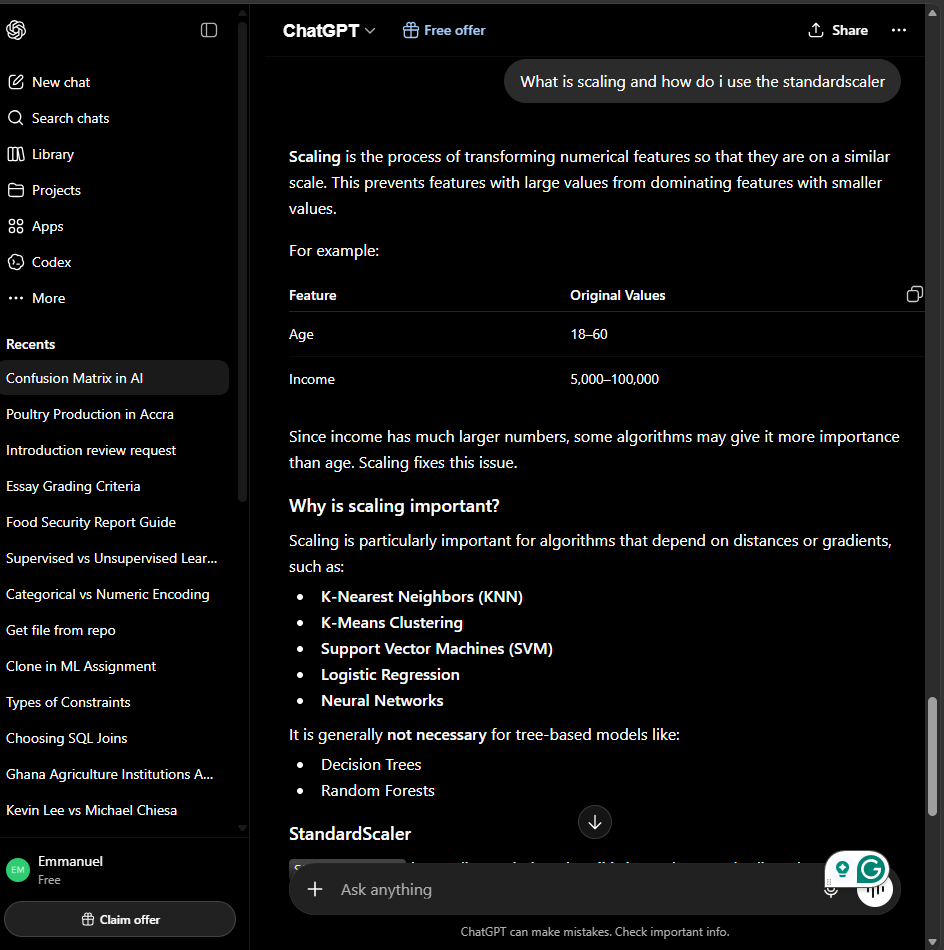 ChatGPT
Free offer
Share
New chat
Search chats
Library
Projects
Apps
Codex
More
Recents
Confusion Matrix in AI
Poultry Production in Accra
Introduction review request
Essay Grading Criteria
Food Security Report Guide
Supervised vs Unsupervised Lear...
Categorical vs Numeric Encoding
Get file from repo
Clone in ML Assignment
Types of Constraints
Choosing SQL Joins
Ghana Agriculture Institutions A...
Kevin Lee vs Michael Chiesa
EM
Emmanuel
Free
Claim offer
What is scaling and how do i use the standardscaler
Scaling is the process of transforming numerical features so that they are on a similar
scale. This prevents features with large values from dominating features with smaller
values.
For example:
Feature Original Values
Age 18–60
Income 5,000–100,000
Since income has much larger numbers, some algorithms may give it more importance
than age. Scaling fixes this issue.
Why is scaling important?
Scaling is particularly important for algorithms that depend on distances or gradients,
such as:
• K-Nearest Neighbors (KNN)
• K-Means Clustering
• Support Vector Machines (SVM)
• Logistic Regression
• Neural Networks
It is generally not necessary for tree-based models like:
• Decision Trees
• Random Forests
StandardScaler
Ask anything
ChatGPT can make mistakes. Check important info.